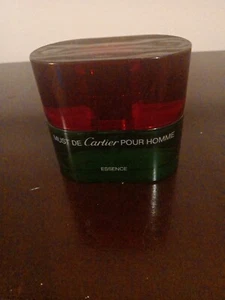 MUST DE Cartier POUR HOMME
ESSENCE